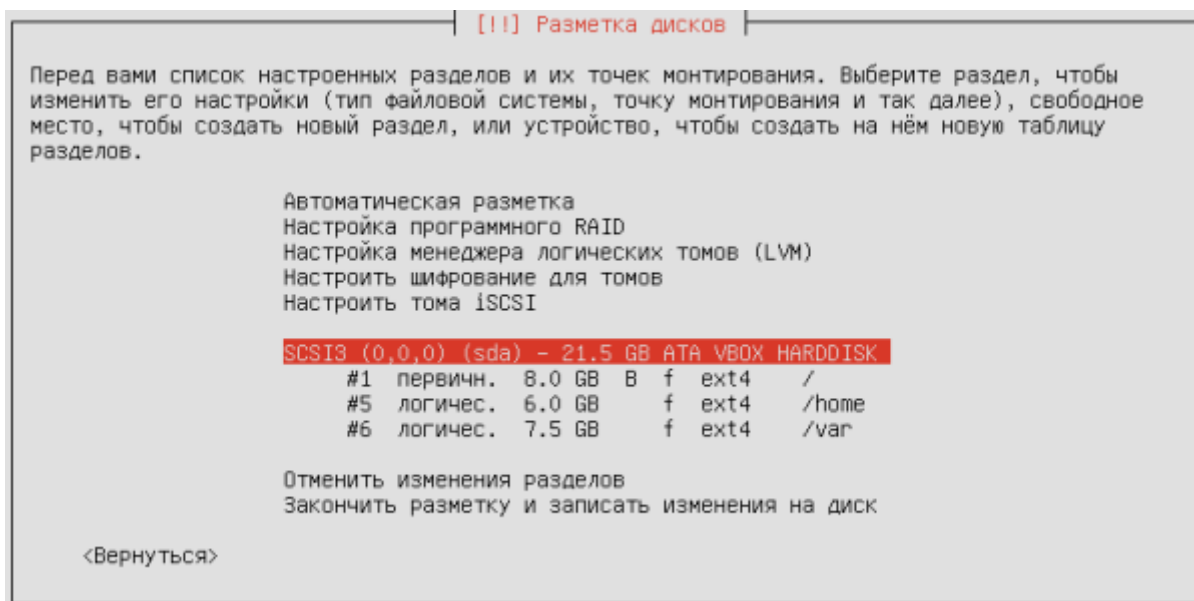 [!!] Разметка дисков
Перед вами список настроенных разделов и их точек монтирования. Выберите раздел, чтобы
изменить его настройки (тип файловой системы, точку монтирования и так далее), свободное
место, чтобы создать новый раздел, или устройство, чтобы создать на нём новую таблицу
разделов.
Автоматическая разметка
Настройка программного RAID
Настройка менеджера логических томов (LVM)
Настроить шифрование для томов
Настроить тома iSCSI
SCSI3 (0,0,0) (sda) – 21.5 GB ATA VBOX HARDDISK
#1 первичн. 8.0 GB B f ext4 /
#5 логичес. 6.0 GB f ext4 /home
#6 логичес. 7.5 GB f ext4 /var
Отменить изменения разделов
Закончить разметку и записать изменения на диск
<Вернуться>